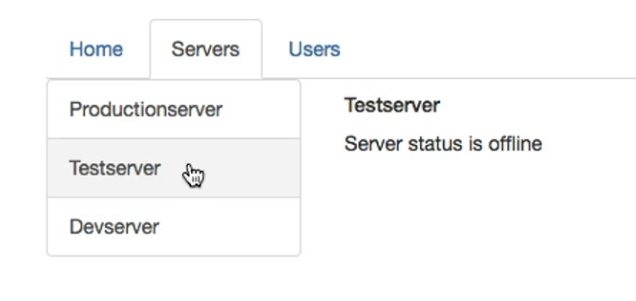 Home Servers Users
Productionserver
Testserver
Devserver
Testserver
Server status is offline